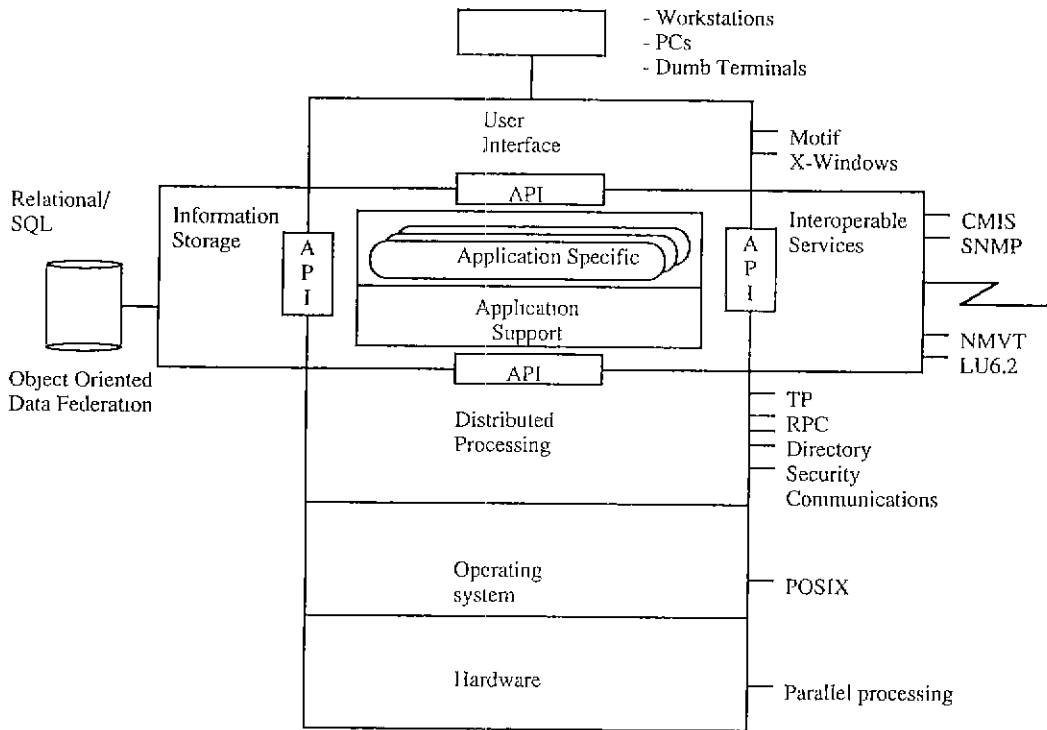 - Workstations
- PCs
- Dumb Terminals
User
Interface
Motif
X-Windows
API
Relational/
SQL
Information
Storage
A
P
I
Application Specific
Application
Support
A
P
I
Interoperable
Services
CMIS
SNMP
NMVT
LU6.2
API
Object Oriented
Data Federation
Distributed
Processing
TP
RPC
Directory
Security
Communications
Operating
system
POSIX
Hardware
Parallel processing